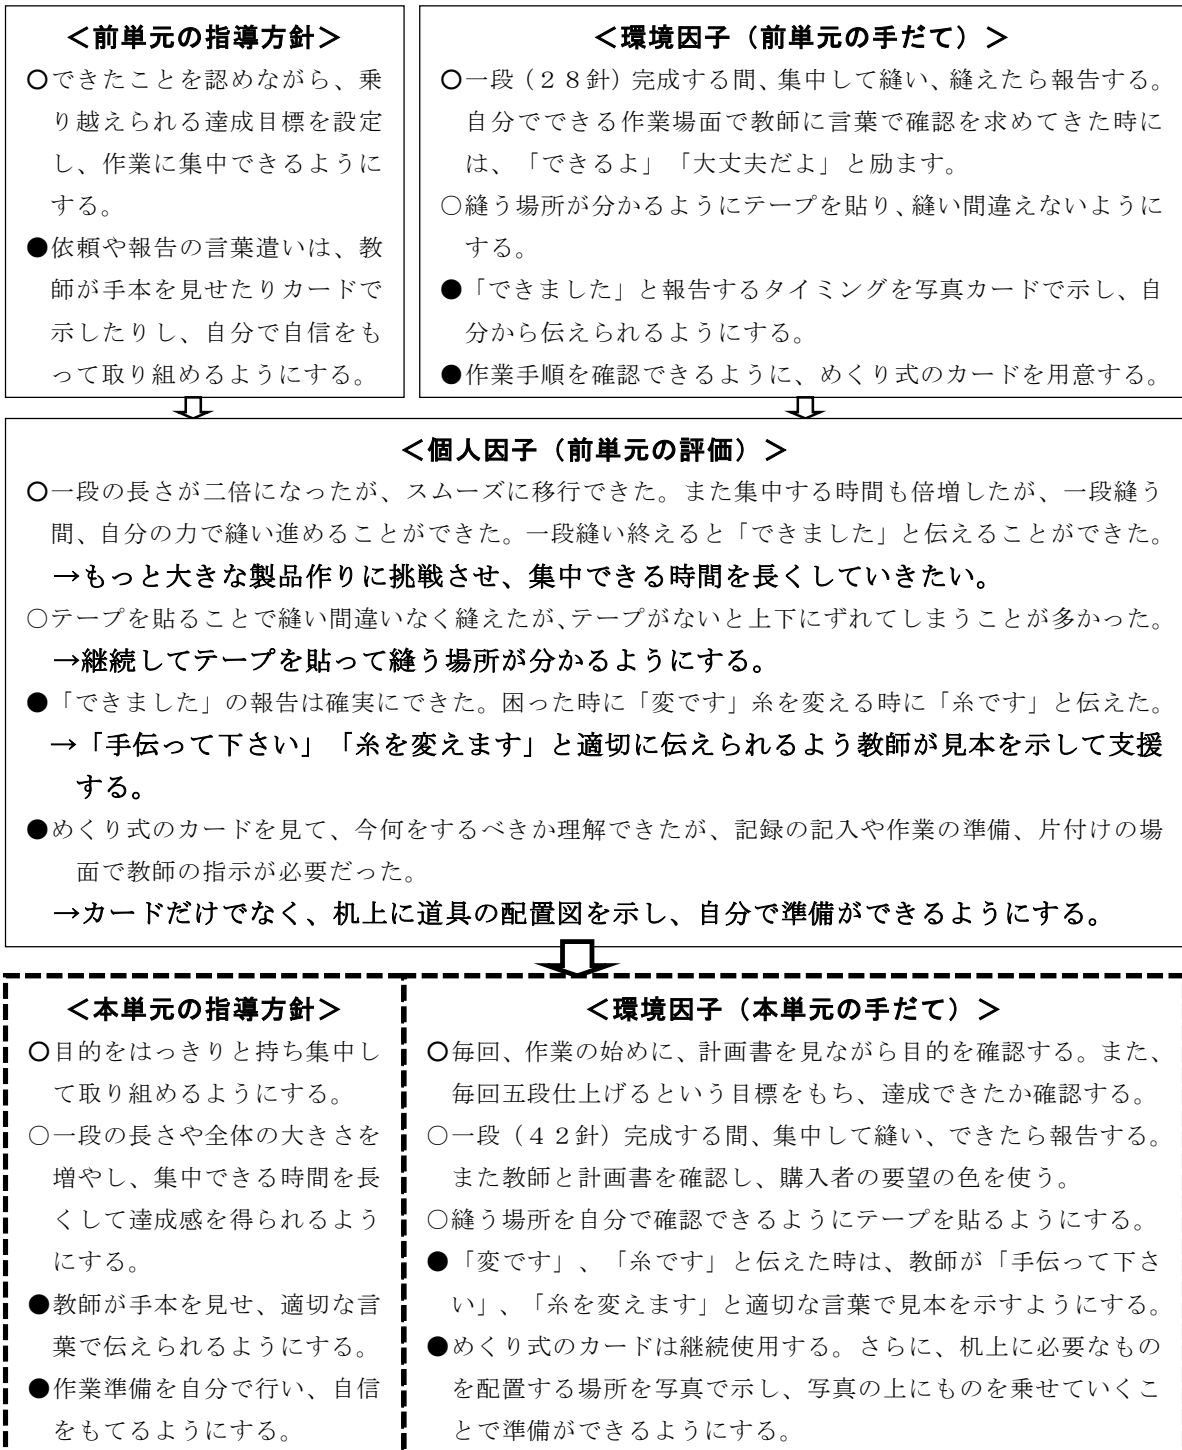 ＜前単元の指導方針＞
○できたことを認めながら、乗
り越えられる達成目標を設定
し、作業に集中できるように
する。
●依頼や報告の言葉遣いは、教
師が手本を見せたりカードで
示したりし、自分で自信をも
って取り組めるようにする。
＜環境因子（前単元の手だて）＞
○一段（２８針）完成する間、集中して縫い、縫えたら報告する。
自分でできる作業場面で教師に言葉で確認を求めてきた時に
は、「できるよ」「大丈夫だよ」と励ます。
○縫う場所が分かるようにテープを貼り、縫い間違えないように
する。
●「できました」と報告するタイミングを写真カードで示し、自
分から伝えられるようにする。
●作業手順を確認できるように、めくり式のカードを用意する。
＜個人因子（前単元の評価）＞
○一段の長さが二倍になったが、スムーズに移行できた。また集中する時間も倍増したが、一段縫う
間、自分の力で縫い進めることができた。一段縫い終えると「できました」と伝えることができた。
→もっと大きな製品作りに挑戦させ、集中できる時間を長くしていきたい。
○テープを貼ることで縫い間違いなく縫えたが、テープがないと上下にずれてしまうことが多かった。
→継続してテープを貼って縫う場所が分かるようにする。
●「できました」の報告は確実にできた。困った時に「変です」糸を変える時に「糸です」と伝えた。
→「手伝って下さい」「糸を変えます」と適切に伝えられるよう教師が見本を示して支援
する。
●めくり式のカードを見て、今何をするべきか理解できたが、記録の記入や作業の準備、片付けの場
面で教師の指示が必要だった。
→カードだけでなく、机上に道具の配置図を示し、自分で準備ができるようにする。
＜本単元の指導方針＞
○目的をはっきりと持ち集中し
て取り組めるようにする。
○一段の長さや全体の大きさを
増やし、集中できる時間を長
くして達成感を得られるよう
にする。
●教師が手本を見せ、適切な言
葉で伝えられるようにする。
●作業準備を自分で行い、自信
をもてるようにする。
＜環境因子（本単元の手だて）＞
○毎回、作業の始めに、計画書を見ながら目的を確認する。また、
毎回五段仕上げるという目標をもち、達成できたか確認する。
○一段（４２針）完成する間、集中して縫い、できたら報告する。
また教師と計画書を確認し、購入者の要望の色を使う。
○縫う場所を自分で確認できるようにテープを貼るようにする。
●「変です」、「糸です」と伝えた時は、教師が「手伝って下さ
い」、「糸を変えます」と適切な言葉で見本を示すようにする。
●めくり式のカードは継続使用する。さらに、机上に必要なもの
を配置する場所を写真で示し、写真の上にものを乗せていくこ
とで準備ができるようにする。